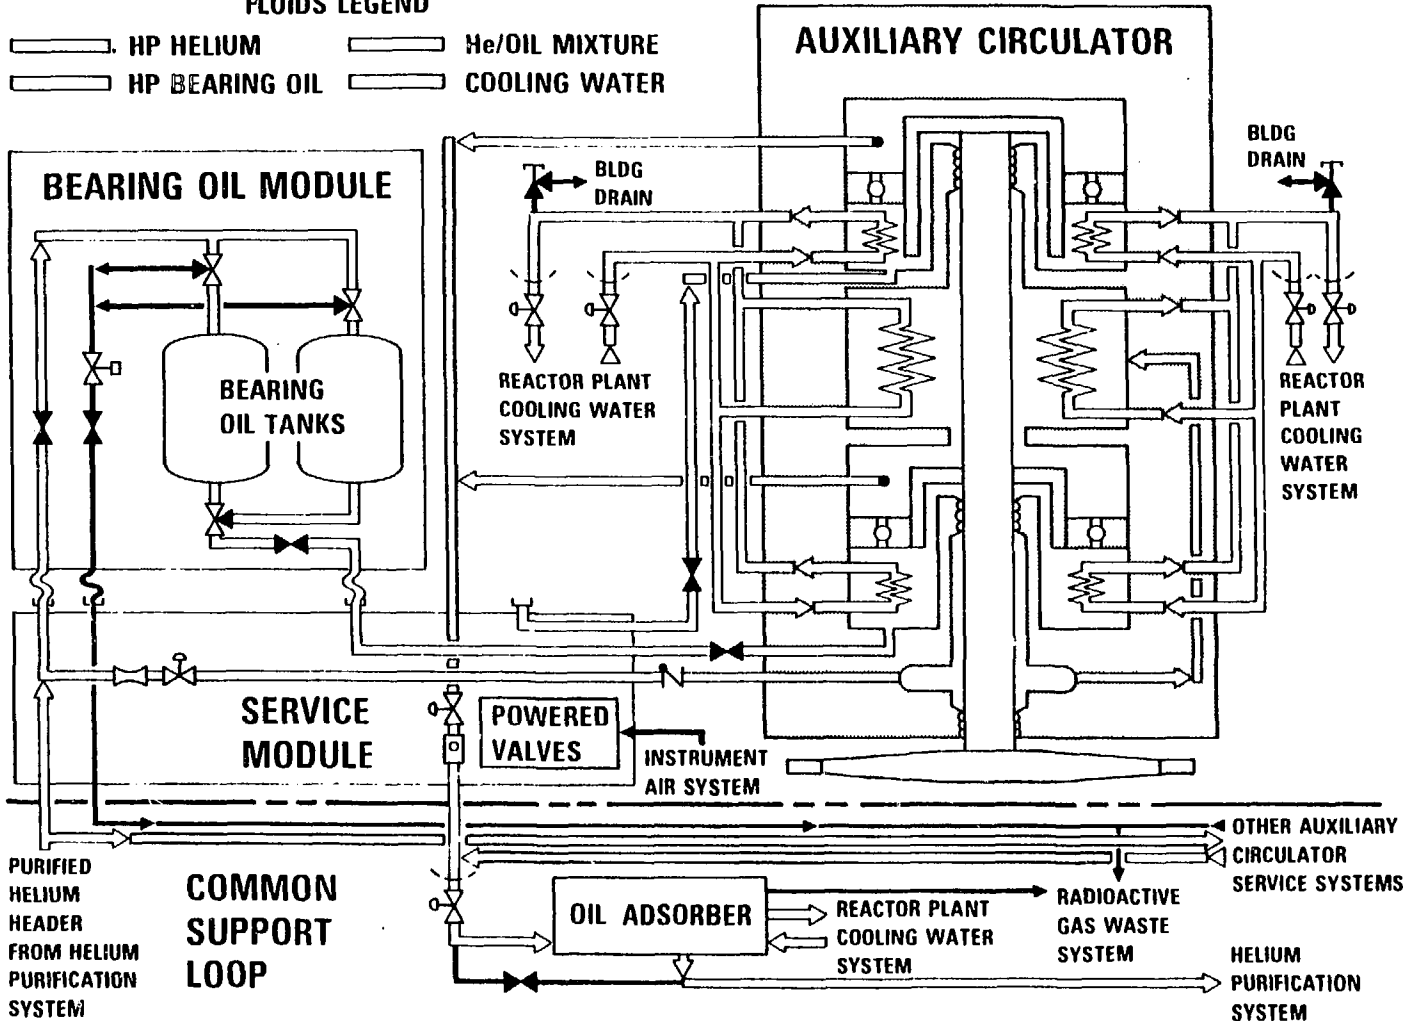 FLUIDS LEGEND
HP HELIUM
He/OIL MIXTURE
HP BEARING OIL
COOLING WATER
AUXILIARY CIRCULATOR
BEARING OIL MODULE
BLDG
DRAIN
BLDG
DRAIN
BEARING
OIL TANKS
REACTOR PLANT
COOLING WATER
SYSTEM
REACTOR
PLANT
COOLING
WATER
SYSTEM
SERVICE
MODULE
POWERED
VALVES
INSTRUMENT
AIR SYSTEM
OTHER AUXILIARY
CIRCULATOR
SERVICE SYSTEMS
PURIFIED
HELIUM
HEADER
FROM HELIUM
PURIFICATION
SYSTEM
COMMON
SUPPORT
LOOP
OIL ADSORBER
REACTOR PLANT
COOLING WATER
SYSTEM
RADIOACTIVE
GAS WASTE
SYSTEM
HELIUM
PURIFICATION
SYSTEM